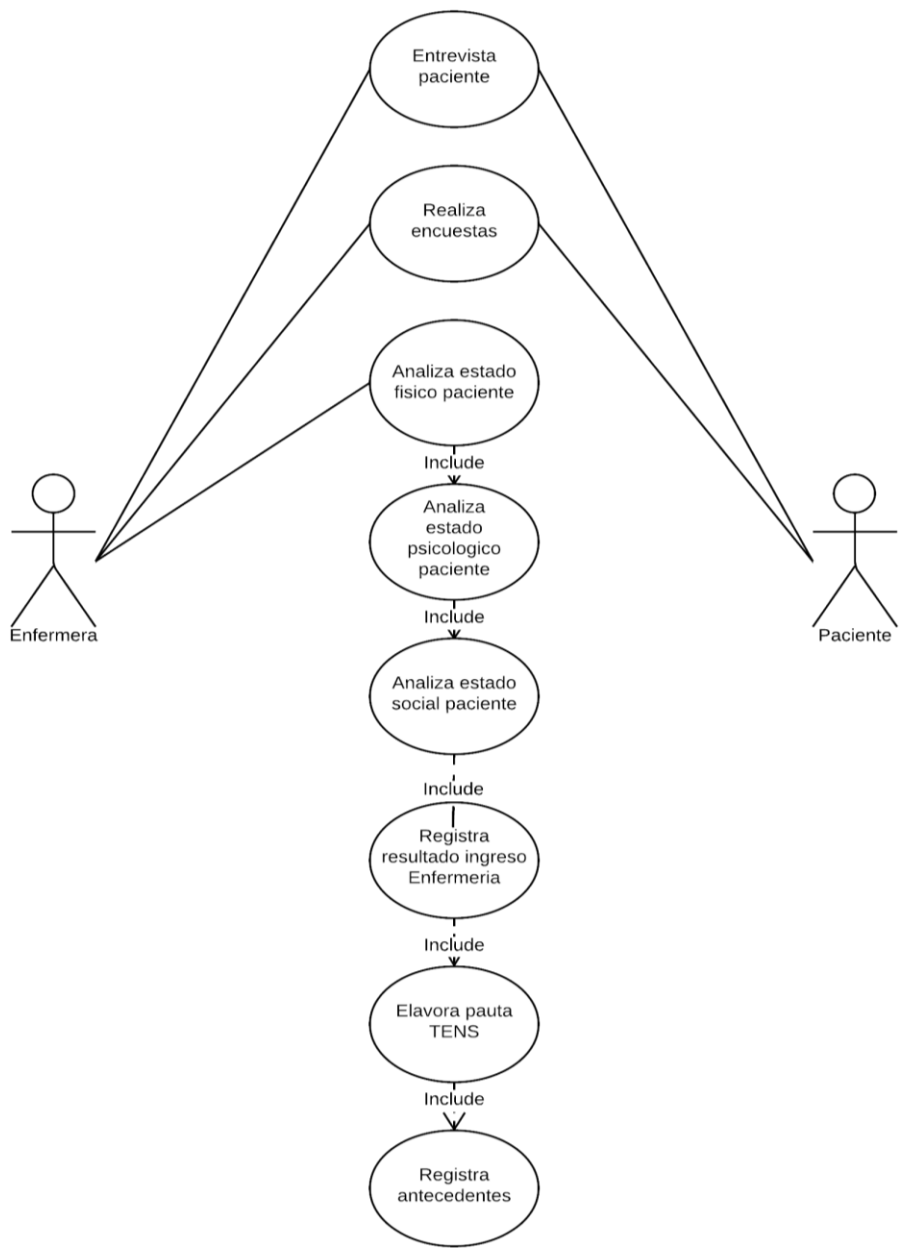 Entrevista
paciente
Realiza
encuestas
Analiza estado
fisico paciente
Include
Analiza
estado
psicologico
paciente
Include
Enfermera
Paciente
Analiza estado
social paciente
Include
Registra
resultado ingreso
Enfermeria
Include
Elavora pauta
TENS
Include
Registra
antecedentes